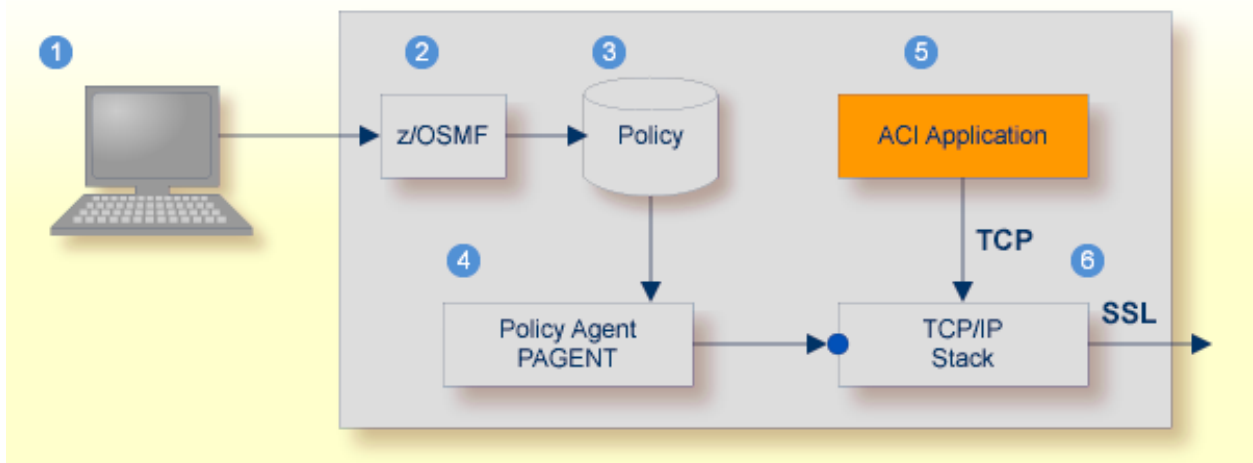 1
2
3
5
z/OSMF
Policy
ACI Application
TCP
4
6
Policy Agent
PAGENT
TCP/IP
Stack
SSL